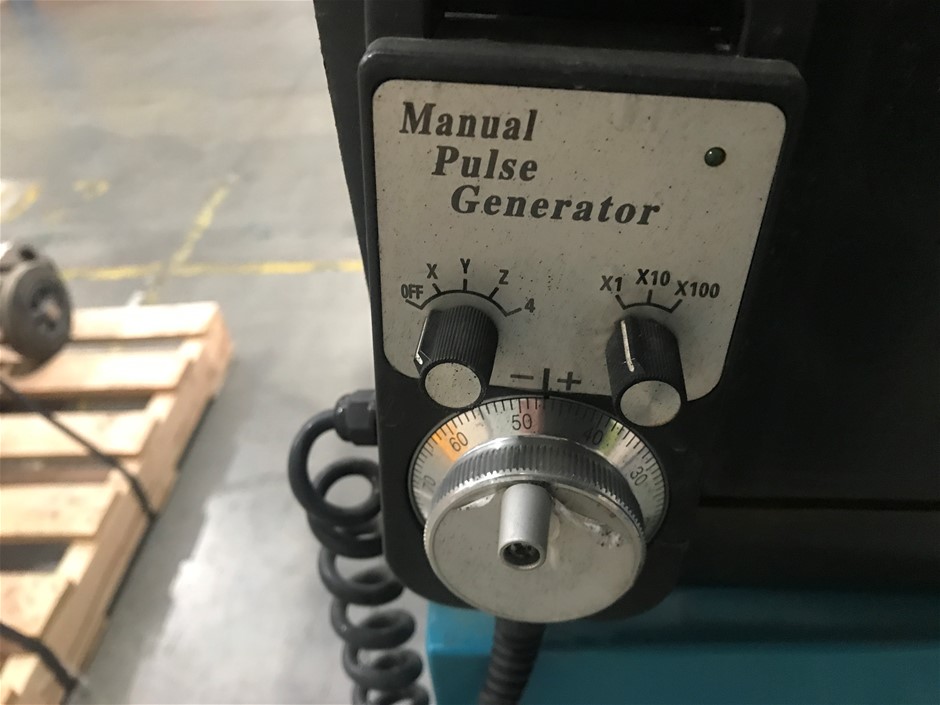 Manual
Pulse
Generator
OFF X Y Z 4
X1 X10 X100
− +
70 60 50 40 30